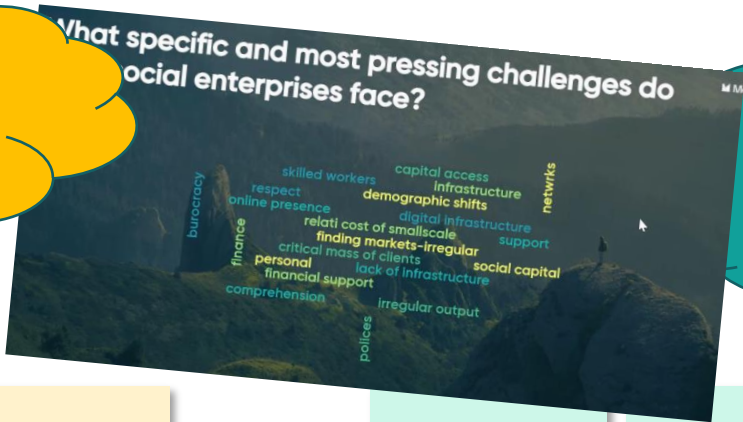 What specific and most pressing challenges do
ocial enterprises face?
M
skilled workers
capital access
netwrks
burocracy
respect
infrastructure
demographic shifts
online presence
digital infrastructure
relati cost of smallscale
support
finance
finding markets-irregular
critical mass of clients
personal
lack of infrastructure
social capital
financial support
comprehension
irregular output
polices